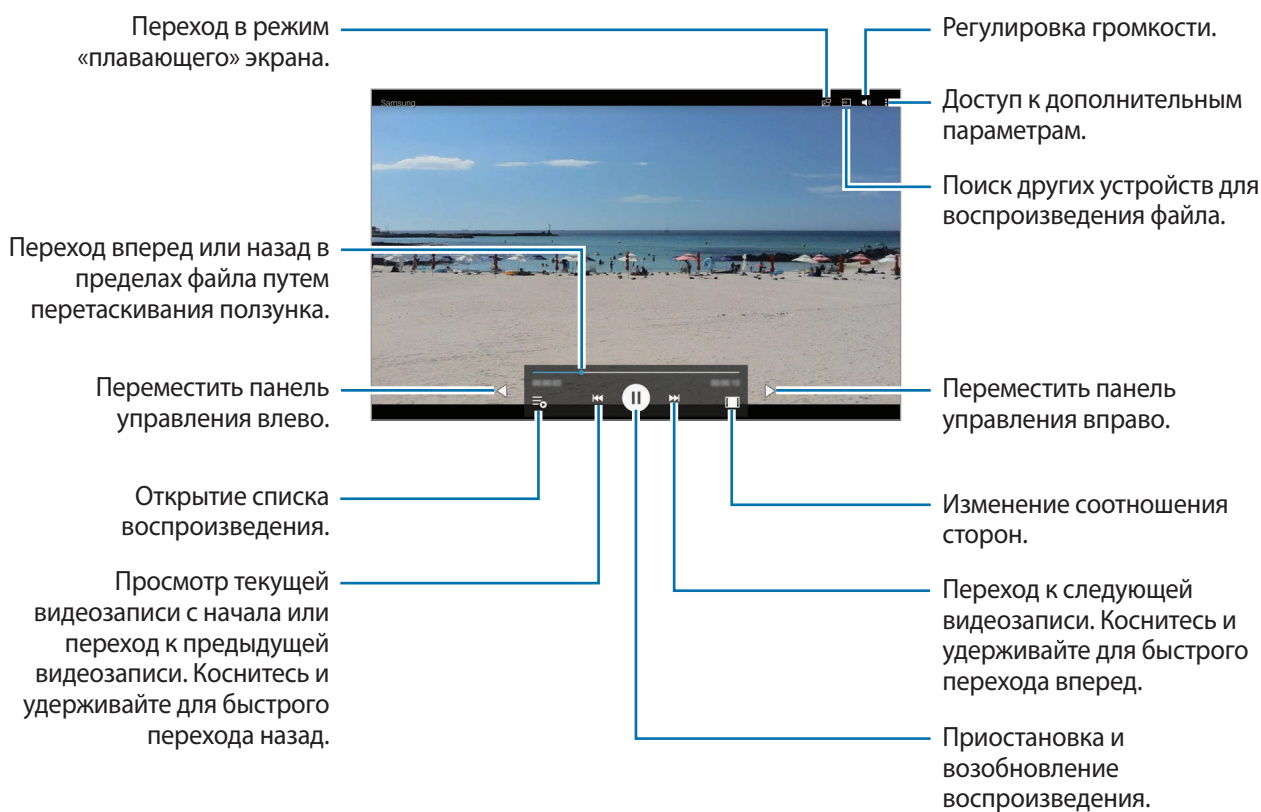 Переход в режим
«плавающего» экрана.
Регулировка громкости.
Samsung
Доступ к дополнительным
параметрам.
Поиск других устройств для
воспроизведения файла.
Переход вперед или назад в
пределах файла путем
перетаскивания ползунка.
Переместить панель
управления влево.
Переместить панель
управления вправо.
Открытие списка
воспроизведения.
Изменение соотношения
сторон.
Просмотр текущей
видеозаписи с начала или
переход к предыдущей
видеозаписи. Коснитесь и
удерживайте для быстрого
перехода назад.
Переход к следующей
видеозаписи. Коснитесь и
удерживайте для быстрого
перехода вперед.
Приостановка и
возобновление
воспроизведения.